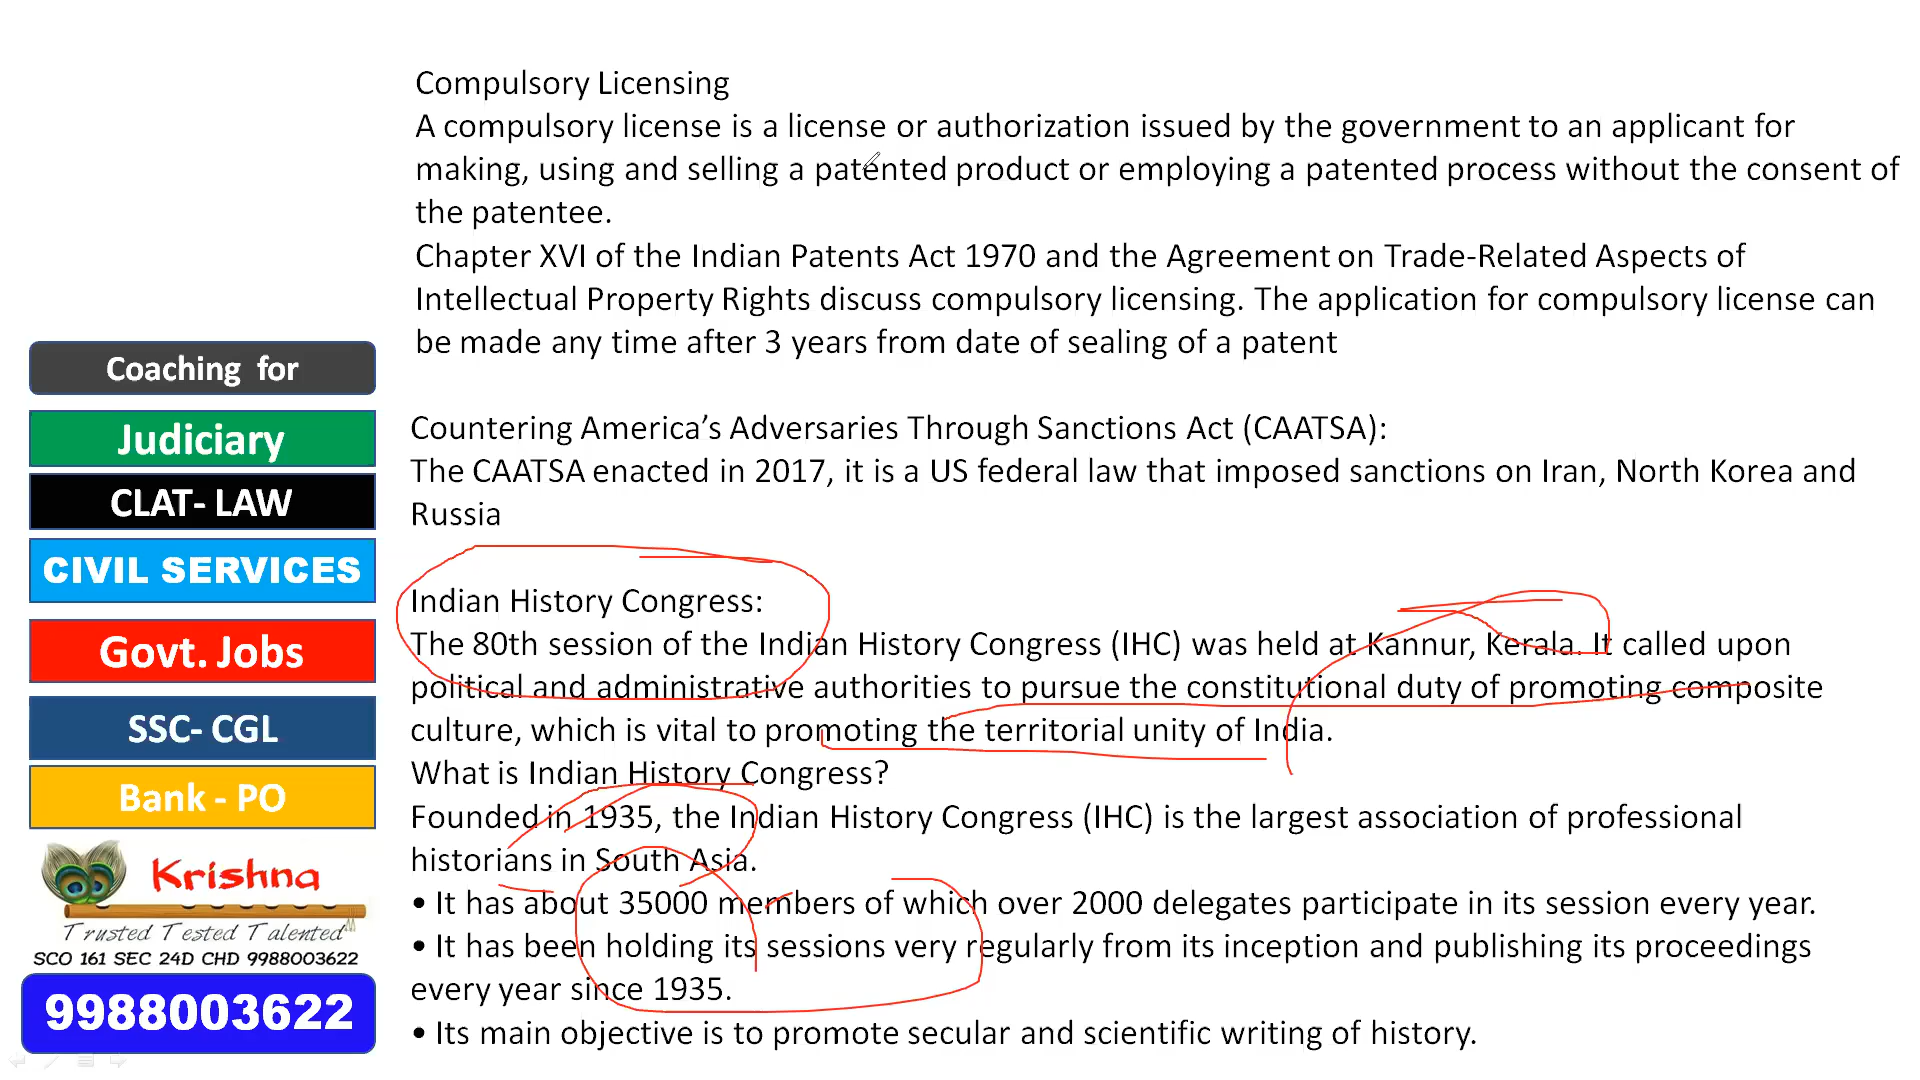 Compulsory Licensing
A compulsory license is a license or authorization issued by the government to an applicant for
making, using and selling a patented product or employing a patented process without the consent of
the patentee.
Chapter XVI of the Indian Patents Act 1970 and the Agreement on Trade-Related Aspects of
Intellectual Property Rights discuss compulsory licensing. The application for compulsory license can
be made any time after 3 years from date of sealing of a patent
Countering America's Adversaries Through Sanctions Act (CAATSA):
The CAATSA enacted in 2017, it is a US federal law that imposed sanctions on Iran, North Korea and
Russia
Indian History Congress:
The 80th session of the Indian History Congress (IHC) was held at Kannur, Kerala. It called upon
political and administrative authorities to pursue the constitutional duty of promoting composite
culture, which is vital to promoting the territorial unity of India.
What is Indian History Congress?
Founded in 1935, the Indian History Congress (IHC) is the largest association of professional
historians in South Asia.
• It has about 35000 members of which over 2000 delegates participate in its session every year.
• It has been holding its sessions very regularly from its inception and publishing its proceedings
every year since 1935.
• Its main objective is to promote secular and scientific writing of history.
Coaching for
Judiciary
CLAT- LAW
CIVIL SERVICES
Govt. Jobs
SSC- CGL
Bank - PO
Krishna
Trusted Tested Talented
SCO 161 SEC 24D CHD 9988003622
9988003622